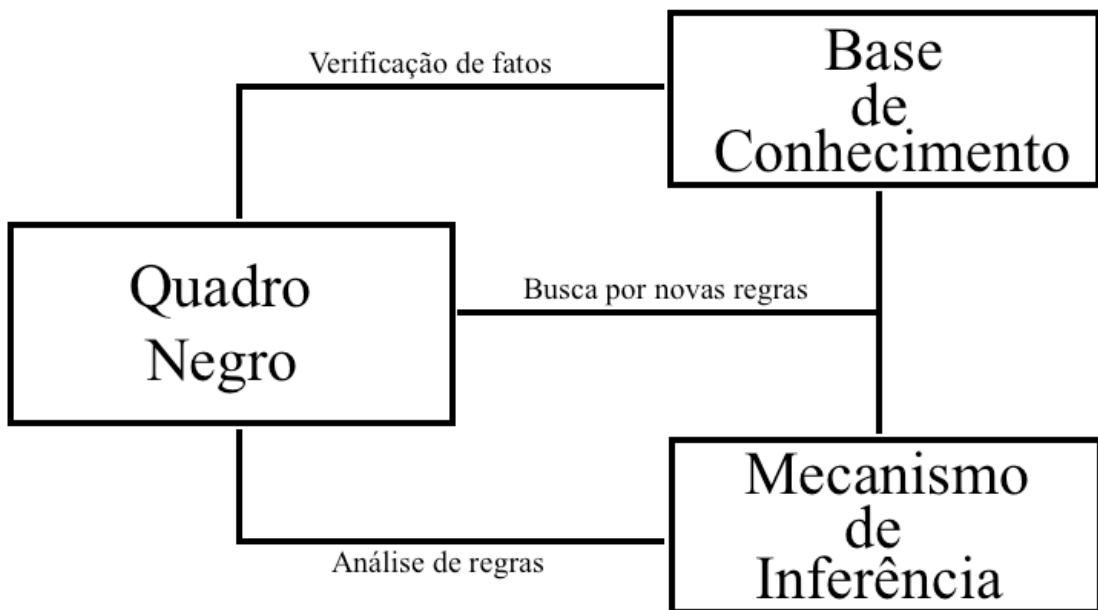 Verificação de fatos
Base
de
Conhecimento
Quadro
Negro
Busca por novas regras
Mecanismo
de
Inferência
Análise de regras